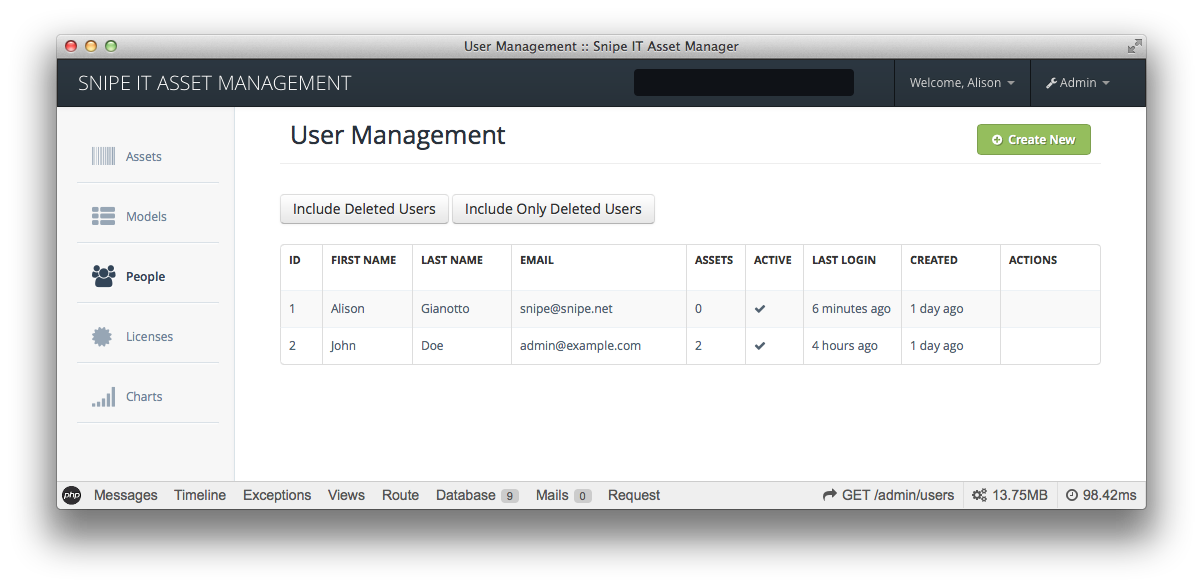 User Management :: Snipe IT Asset Manager
SNIPE IT ASSET MANAGEMENT
Welcome, Alison
Admin
Assets
Models
People
Licenses
Charts
User Management
Create New
Include Deleted Users
Include Only Deleted Users
ID FIRST NAME LAST NAME EMAIL ASSETS ACTIVE LAST LOGIN CREATED ACTIONS
1 Alison Gianotto snipe@snipe.net 0 6 minutes ago 1 day ago
2 John Doe admin@example.com 2 4 hours ago 1 day ago
php Messages Timeline Exceptions Views Route Database 9 Mails 0 Request GET /admin/users 13.75MB 98.42ms